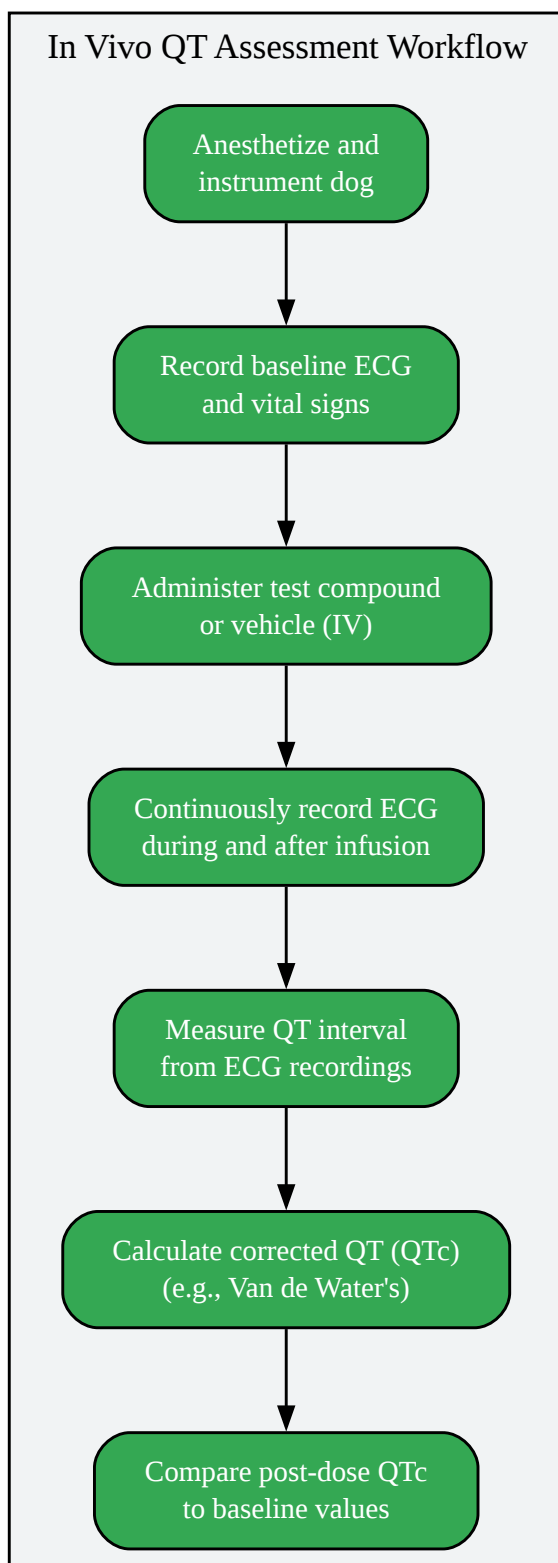 In Vivo QT Assessment Workflow
Anesthetize and
instrument dog
Record baseline ECG
and vital signs
Administer test compound
or vehicle (IV)
Continuously record ECG
during and after infusion
Measure QT interval
from ECG recordings
Calculate corrected QT (QTc)
(e.g., Van de Water's)
Compare post-dose QTc
to baseline values